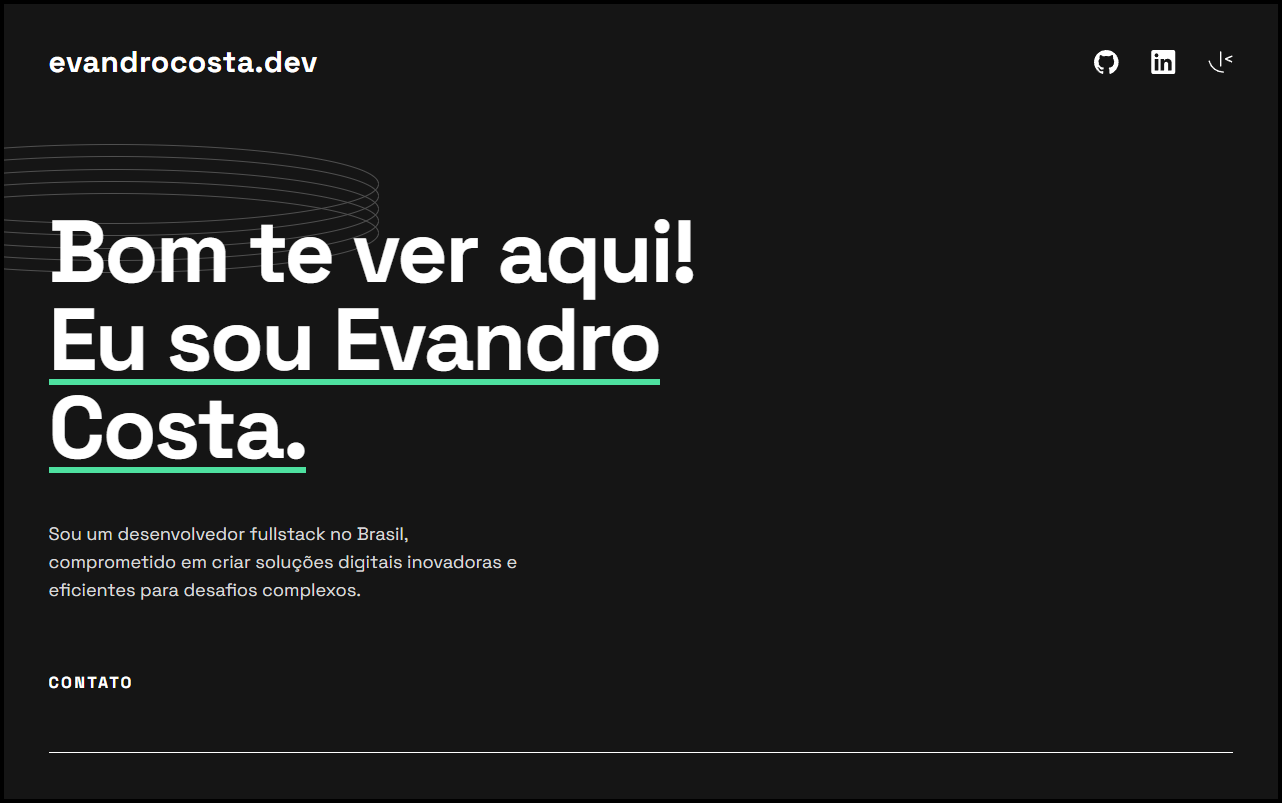 evandrocosta.dev
Bom te ver aqui!
Eu sou Evandro
Costa.
Sou um desenvolvedor fullstack no Brasil,
comprometido em criar soluções digitais inovadoras e
eficientes para desafios complexos.
CONTATO